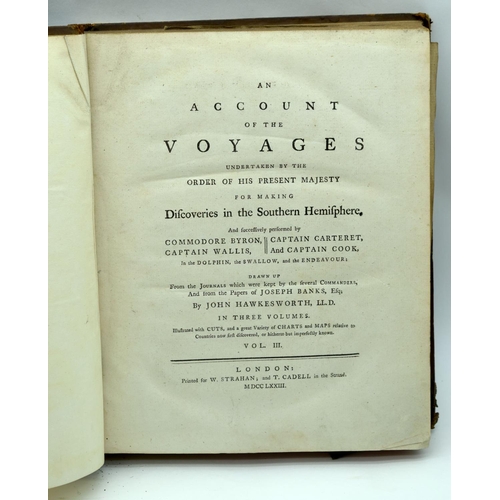 AN
ACCOUNT
OF THE
VOYAGES
UNDERTAKEN BY THE
ORDER OF HIS PRESENT MAJESTY
FOR MAKING
Diſcoveries in the Southern Hemiſphere,
And ſucceſſively performed by
COMMODORE BYRON, CAPTAIN CARTERET,
CAPTAIN WALLIS, And CAPTAIN COOK,
In the DOLPHIN, the SWALLOW, and the ENDEAVOUR;
DRAWN UP
From the JOURNALS which were kept by the ſeveral COMMANDERS,
And from the Papers of JOSEPH BANKS, Eſq;
By JOHN HAWKESWORTH, LL.D.
IN THREE VOLUMES.
Illuſtrated with CUTS, and a great Variety of CHARTS and MAPS relative to
Countries now firſt diſcovered, or hitherto but imperfectly known.
VOL. III.
LONDON:
Printed for W. STRAHAN; and T. CADELL in the Strand.
MDCCLXXIII.